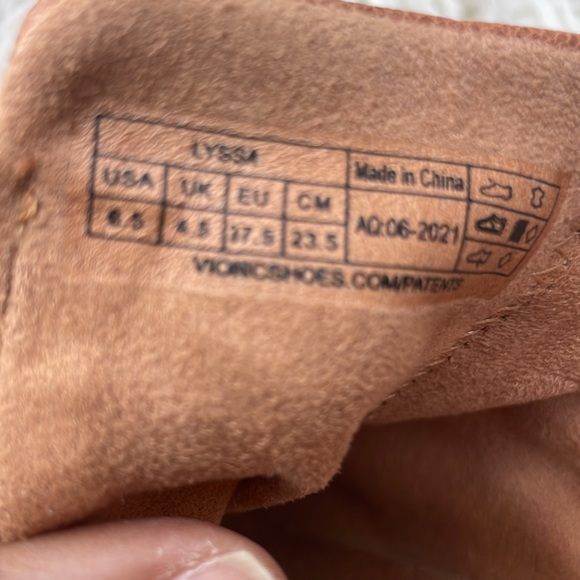 LYSSA
Made in China
USA UK EU CM
6.5 4.5 37.5 23.5
AQ:06-2021
VIONICSHOES.COM/PATENTS